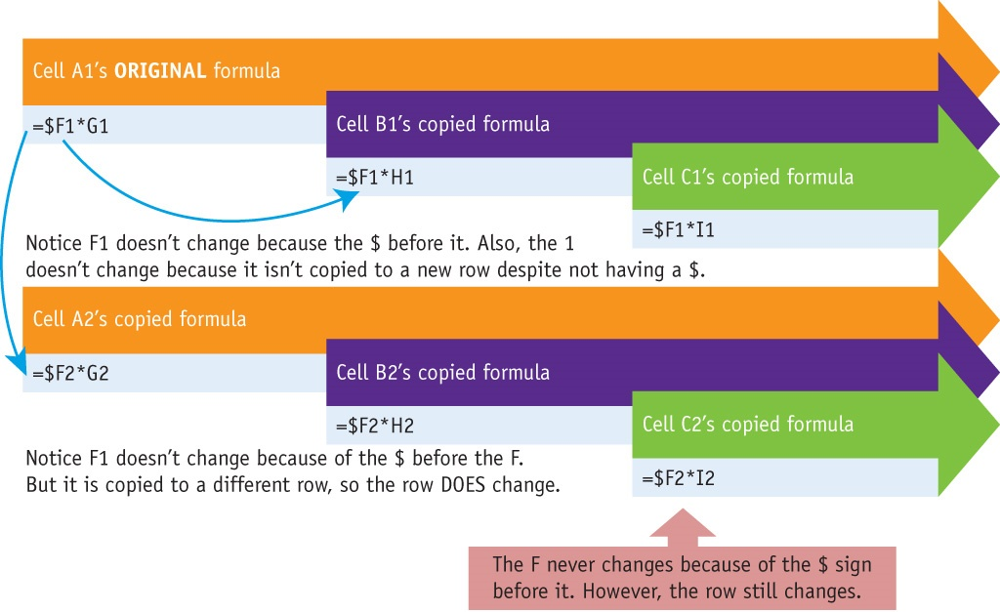 Cell A1’s ORIGINAL formula
=$F1*G1
Cell B1’s copied formula
=$F1*H1
Cell C1’s copied formula
=$F1*I1
Notice F1 doesn’t change because the $ before it. Also, the 1
doesn’t change because it isn’t copied to a new row despite not having a $.
Cell A2’s copied formula
=$F2*G2
Cell B2’s copied formula
=$F2*H2
Cell C2’s copied formula
=$F2*I2
Notice F1 doesn’t change because of the $ before the F.
But it is copied to a different row, so the row DOES change.
The F never changes because of the $ sign
before it. However, the row still changes.